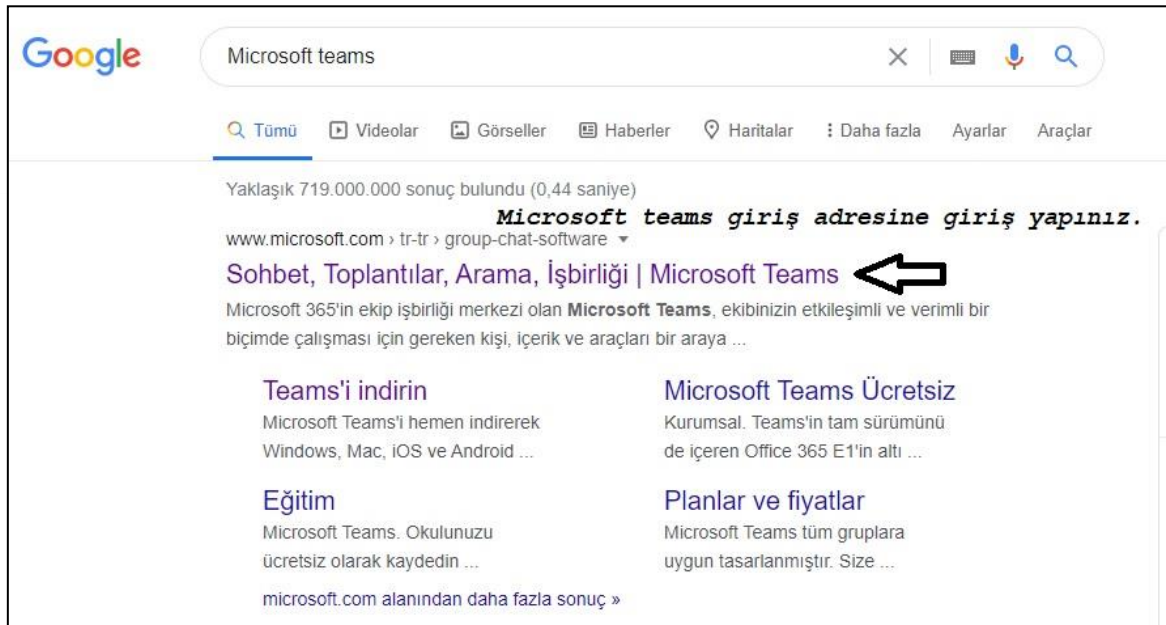 Google
Microsoft teams
Tümü Videolar Görseller Haberler Haritalar Daha fazla Ayarlar Araçlar
Yaklaşık 719.000.000 sonuç bulundu (0,44 saniye)
Microsoft teams giriş adresine giriş yapınız.
www.microsoft.com › tr-tr › group-chat-software
Sohbet, Toplantılar, Arama, İşbirliği | Microsoft Teams
Microsoft 365'in ekip işbirliği merkezi olan Microsoft Teams, ekibinizin etkileşimli ve verimli bir
biçimde çalışması için gereken kişi, içerik ve araçları bir araya ...
Teams'i indirin
Microsoft Teams'i hemen indirerek
Windows, Mac, iOS ve Android ...
Microsoft Teams Ücretsiz
Kurumsal. Teams'in tam sürümünü
de içeren Office 365 E1'in altı ...
Eğitim
Microsoft Teams. Okulunuzu
ücretsiz olarak kaydedin ...
Planlar ve fiyatlar
Microsoft Teams tüm gruplara
uygun tasarlanmıştır. Size ...
microsoft.com alanından daha fazla sonuç »